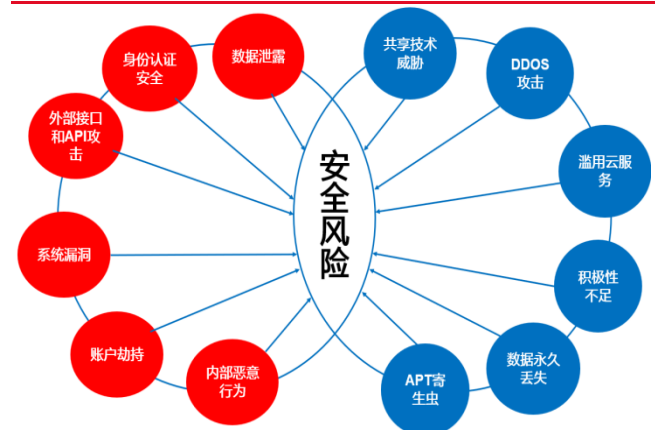 身份认证
安全
数据泄露
外部接口
和API攻
击
系统漏洞
账户劫持
内部恶意
行为
安
全
风
险
共享技术
威胁
DDOS
攻击
滥用云服
务
积极性
不足
数据永久
丢失
APT寄
生虫